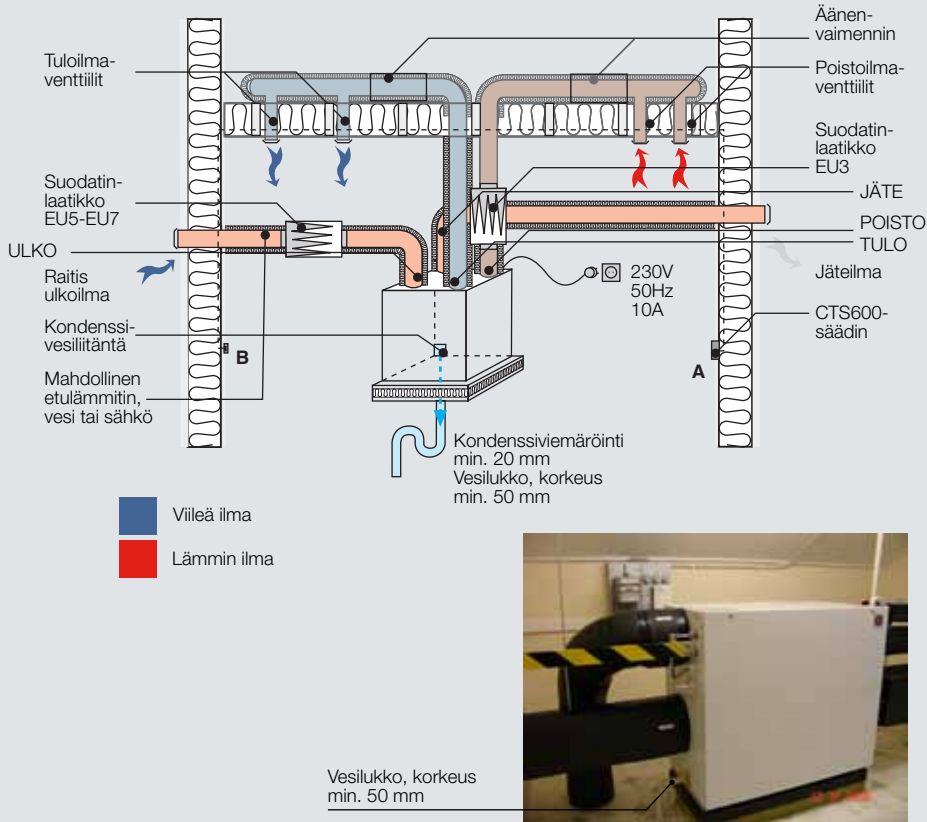 Äänen-
vaimennin
Tuloilma-
venttiilit
Poistoilma-
venttiilit
Suodatin-
laatikko
EU3
Suodatin-
laatikko
EU5-EU7
JÄTE
POISTO
TULO
ULKO
Raitis
ulkoilma
Jäteilma
230V
50Hz
10A
CTS600-
säädin
Kondenssi-
vesiliitäntä
B
A
Mahdollinen
etulämmitin,
vesi tai sähkö
Kondenssiviemäröinti
min. 20 mm
Vesilukko, korkeus
min. 50 mm
Viileä ilma
Lämmin ilma
Vesilukko, korkeus
min. 50 mm